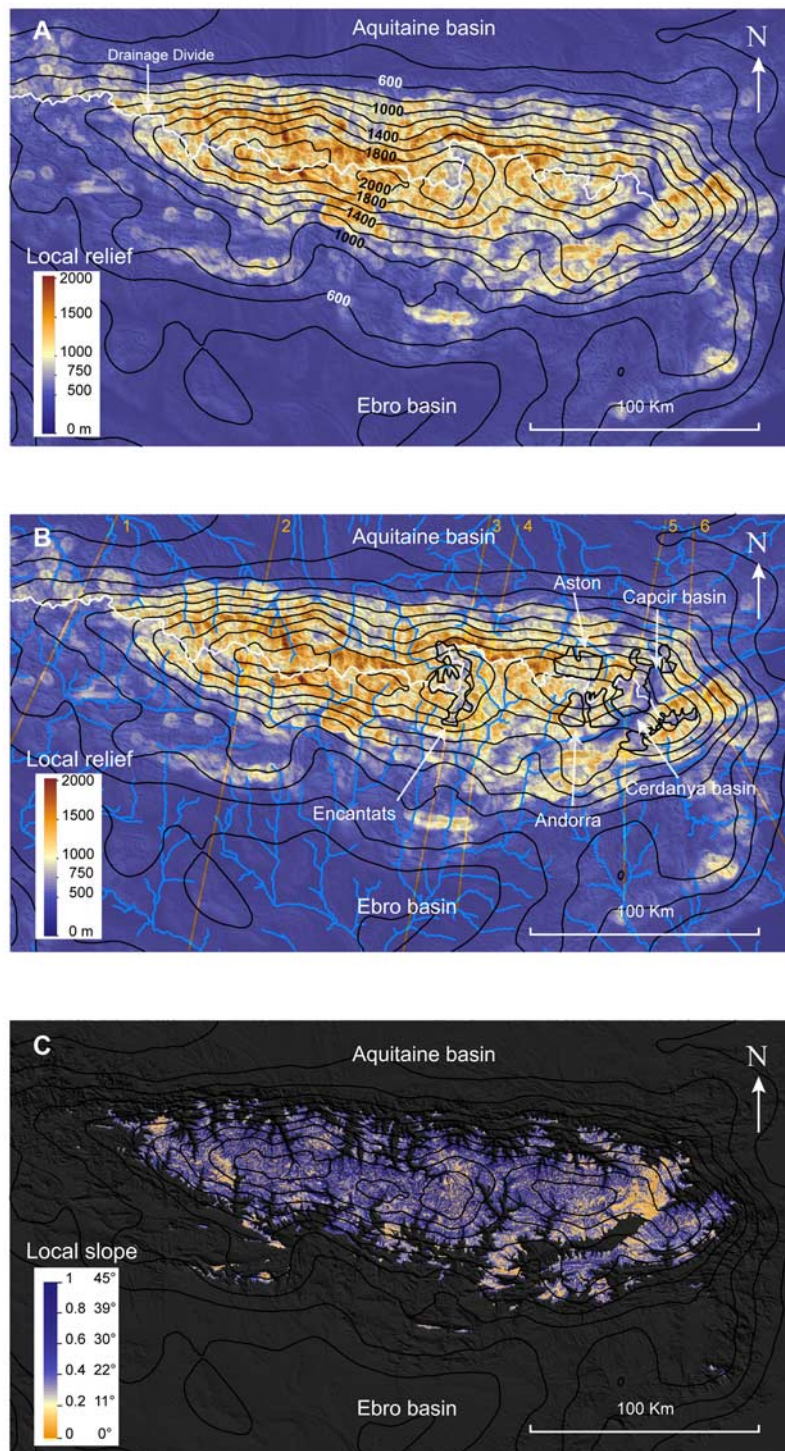 A
Aquitaine basin
N
Drainage Divide
600
1000
1400
1800
2000
1800
1400
1000
600
Local relief
2000
1000
750
500
0 m
0
Ebro basin
100 Km
B
1
2
3
4
5
6
Aquitaine basin
N
Aston
Capcir basin
Local relief
2000
1000
750
500
0 m
Encantats
Andorra
Cerdanya basin
0
Ebro basin
100 Km
C
Aquitaine basin
N
Local slope
1 45°
0.8 39°
0.6 30°
0.4 22°
0.2 11°
0 0°
Ebro basin
100 Km